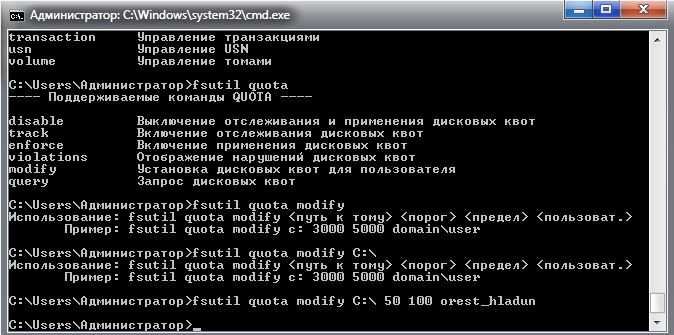 Администратор: C:\Windows\system32\cmd.exe
transaction Управление транзакциями
usn Управление USN
volume Управление томами
C:\Users\Администратор>fsutil quota
---- Поддерживаемые команды QUOTA ----
disable Выключение отслеживания и применения дисковых квот
track Включение отслеживания дисковых квот
enforce Включение применения дисковых квот
violations Отображение нарушений дисковых квот
modify Установка дисковых квот для пользователя
query Запрос дисковых квот
C:\Users\Администратор>fsutil quota modify
Использование: fsutil quota modify <путь к тому> <порог> <предел> <пользоват.>
Пример: fsutil quota modify c: 3000 5000 domain\user
C:\Users\Администратор>fsutil quota modify C:\
Использование: fsutil quota modify <путь к тому> <порог> <предел> <пользоват.>
Пример: fsutil quota modify c: 3000 5000 domain\user
C:\Users\Администратор>fsutil quota modify C:\ 50 100 orest_hladun
C:\Users\Администратор>_